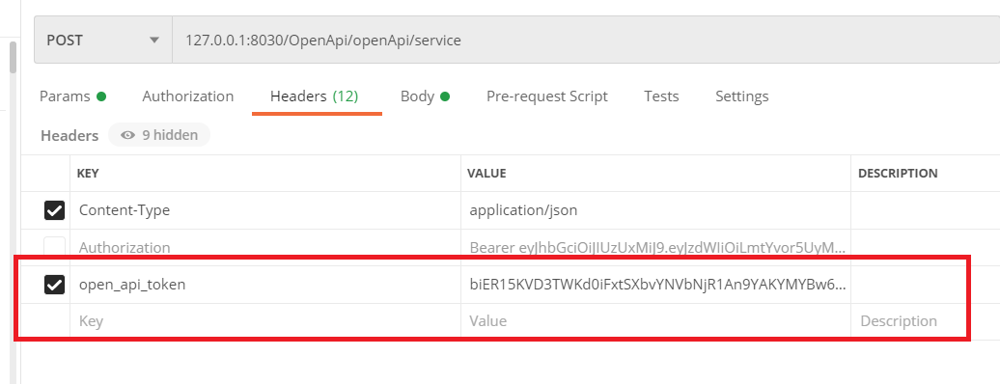 POST 127.0.0.1:8030/OpenApi/openApi/service
Params Authorization Headers (12) Body Pre-request Script Tests Settings
Headers 9 hidden
KEY VALUE DESCRIPTION
Content-Type application/json
Authorization Bearer eyJhbGciOiJIUzUxMiJ9.eyJzdWIiOiLmtYvor5UyM...
open_api_token biER15KVD3TWKd0iFxtSXbvYNVbNjR1An9YAKYMYBw6...
Key Value Description